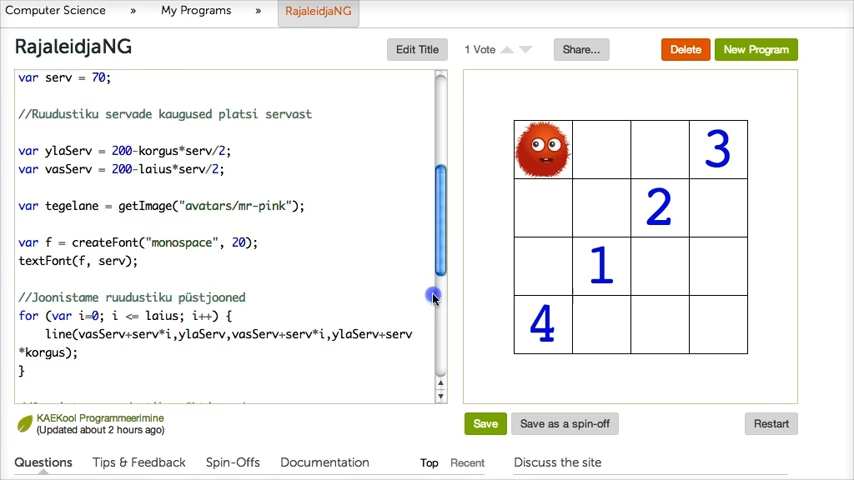 Computer Science » My Programs » RajaleidjaNG
RajaleidjaNG
Edit Title
1 Vote
Share...
Delete
New Program
var serv = 70;
//Ruudustiku servade kaugused platsi servast
var ylaServ = 200-korgus*serv/2;
var vasServ = 200-laius*serv/2;
var tegelane = getImage("avatars/mr-pink");
var f = createFont("monospace", 20);
textFont(f, serv);
//Joonistame ruudustiku püstjooned
for (var i=0; i <= laius; i++) {
line(vasServ+serv*i,ylaServ,vasServ+serv*i,ylaServ+serv
*korgus);
}
3
2
1
4
KAEKool Programmeerimine
(Updated about 2 hours ago)
Save
Save as a spin-off
Restart
Questions Tips & Feedback Spin-Offs Documentation Top Recent
Discuss the site